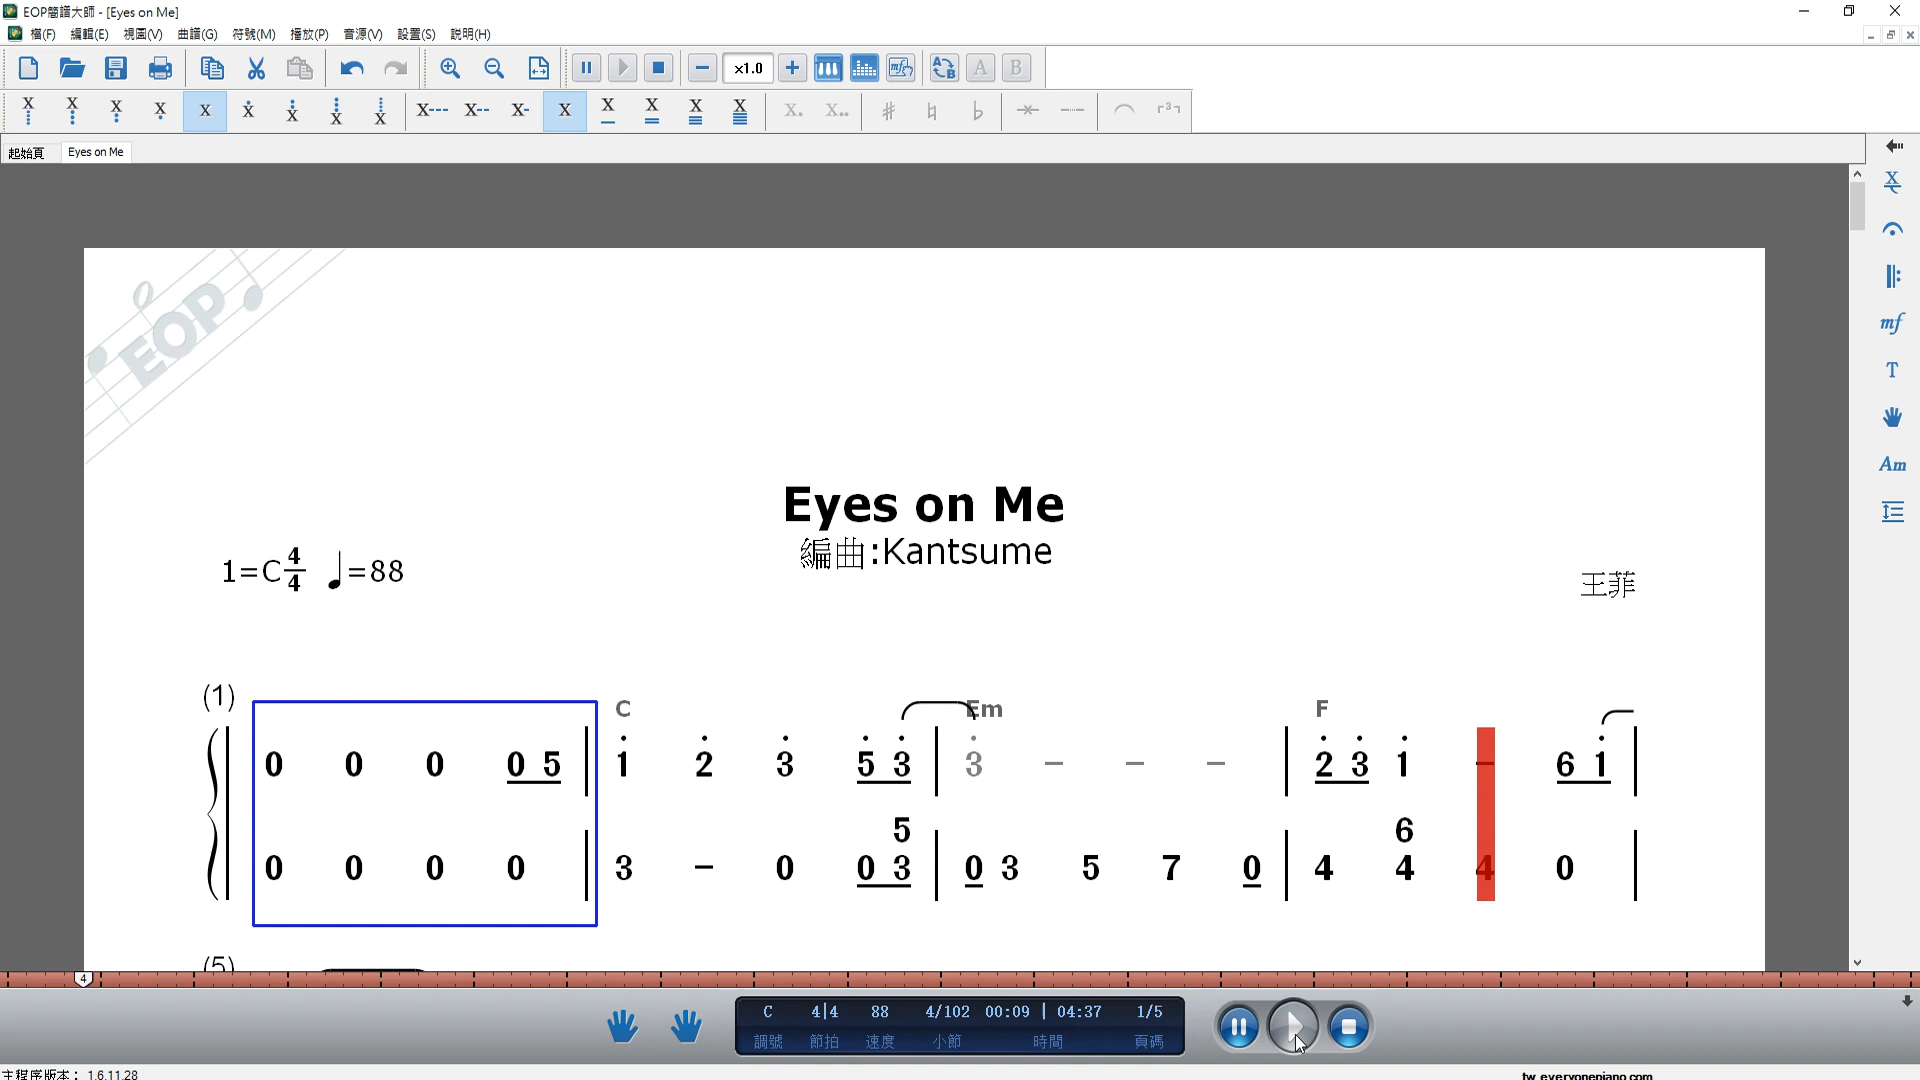 EOP簡譜大師 - [Eyes on Me]
檔(F) 編輯(E) 視圖(V) 曲譜(G) 符號(M) 播放(P) 音源(V) 設置(S) 説明(H)
x1.0 mf A B A B
X X X X X X X X X X--- X-- X- X X X X X X. X.. 3
起始頁 Eyes on Me
X
mf
T
Am
EOP
Eyes on Me
編曲:Kantsume
1=C 4/4 ♩=88
王菲
(1)
C Em F
0 0 0 0 5 | 1 2 3 5 3 | 3 - - - | 2 3 1 - 6 1 |
5 6
0 0 0 0 | 3 - 0 0 3 | 0 3 5 7 0 | 4 4 4 0 |
(5)
4
C 4|4 88 4/102 00:09 | 04:37 1/5
調號 節拍 速度 小節 時間 頁碼
主程序版本： 1.6.11.28
tw.everyonepiano.com